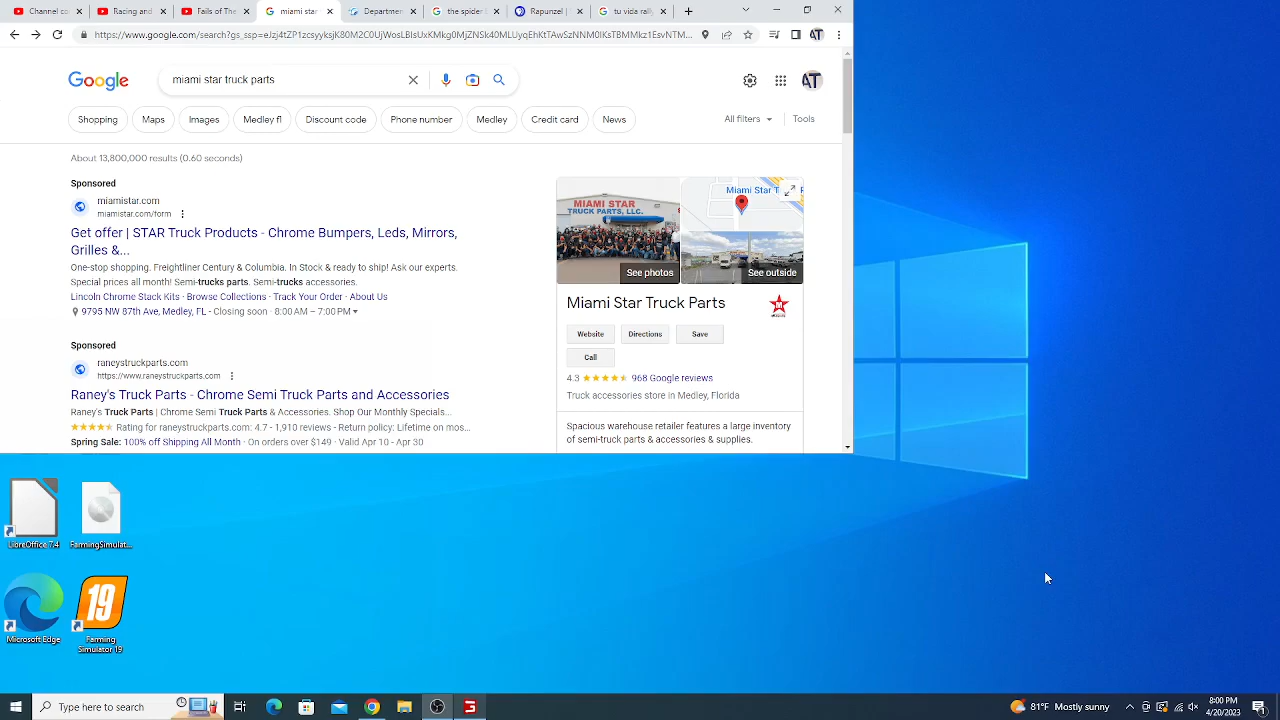 Channel con
Racing and
Fails of The
miami star
Departmen
the spider
Rapunzel |
tu vida rally
https://www.google.com/search?gs_ssp=eJzj4tZP1zcsyyksjK80M2C0UjWosLBIsUxKMkg0MjZNSk40MLUyqEhKtTAwSzNNM0lKsTBMMkz1EsvNTM...
AT
Google
miami star truck parts
AT
Shopping
Maps
Images
Medley fl
Discount code
Phone number
Medley
Credit card
News
All filters
Tools
About 13,800,000 results (0.60 seconds)
Sponsored
miamistar.com
miamistar.com/form
Get offer | STAR Truck Products - Chrome Bumpers, Leds, Mirrors,
Grilles &...
One-stop shopping. Freightliner Century & Columbia. In Stock & ready to ship! Ask our experts.
Special prices all month! Semi-trucks parts. Semi-trucks accessories.
Lincoln Chrome Stack Kits · Browse Collections · Track Your Order · About Us
9795 NW 87th Ave, Medley, FL - Closing soon · 8:00 AM – 7:00 PM
Sponsored
raneystruckparts.com
https://www.raneystruckparts.com
Raney's Truck Parts - Chrome Semi Truck Parts and Accessories
Raney's Truck Parts | Chrome Semi Truck Parts & Accessories. Shop Our Monthly Specials...
Rating for raneystruckparts.com: 4.7 - 1,910 reviews - Return policy: Lifetime on mos...
Spring Sale: 100% off Shipping All Month · On orders over $149 · Valid Apr 10 - Apr 30
MIAMI STAR
TRUCK PARTS, LLC.
See photos
See outside
Miami Star Truck Parts
Website
Directions
Save
Call
4.3
968 Google reviews
Truck accessories store in Medley, Florida
Spacious warehouse retailer features a large inventory
of semi-truck parts & accessories & supplies.
LibreOffice 7.4
FarmingSimulat...
Microsoft Edge
19
Farming
Simulator 19
Type here to search
81°F Mostly sunny
8:00 PM
4/20/2023